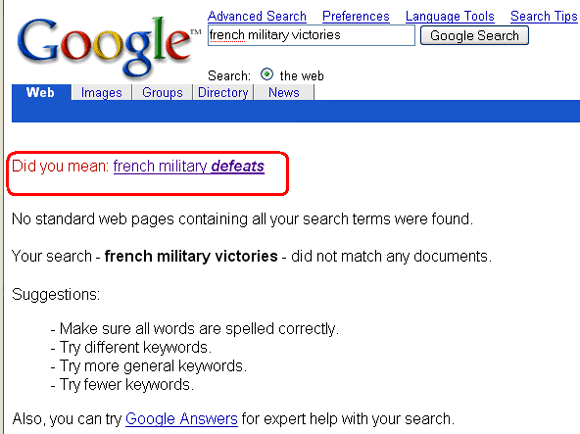 Advanced Search Preferences Language Tools Search Tips
Google™ french military victories Google Search
Search: the web
Web Images Groups Directory News
Did you mean: french military defeats
No standard web pages containing all your search terms were found.
Your search - french military victories - did not match any documents.
Suggestions:
- Make sure all words are spelled correctly.
- Try different keywords.
- Try more general keywords.
- Try fewer keywords.
Also, you can try Google Answers for expert help with your search.